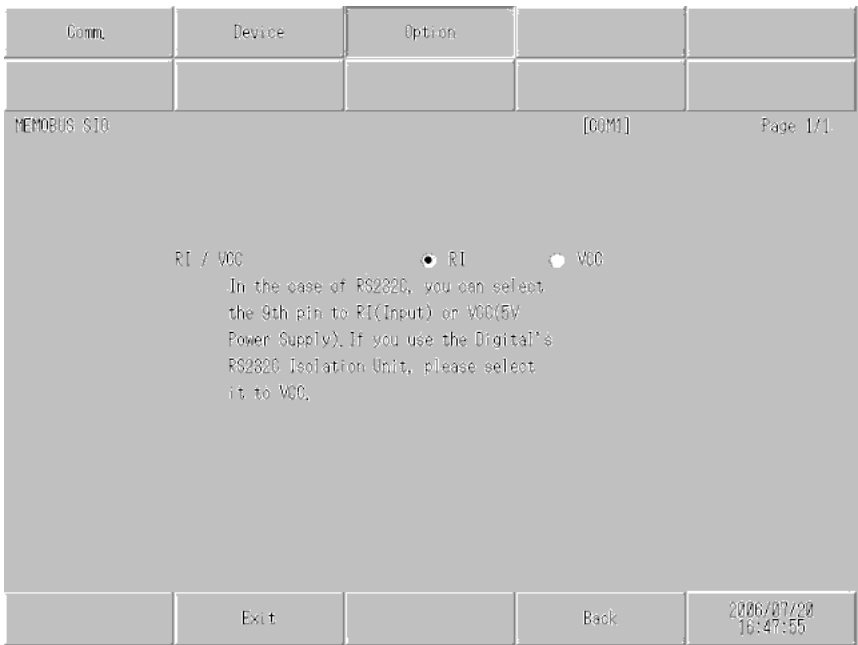 Comm.
Device
Option
MEMOBUS SIO
[COM1]
Page 1/1
RI / VCC
RI
VCC
In the case of RS232C, you can select
the 9th pin to RI(Input) or VCC(5V
Power Supply).If you use the Digital's
RS232C Isolation Unit, please select
it to VCC.
Exit
Back
2006/07/20
16:47:55